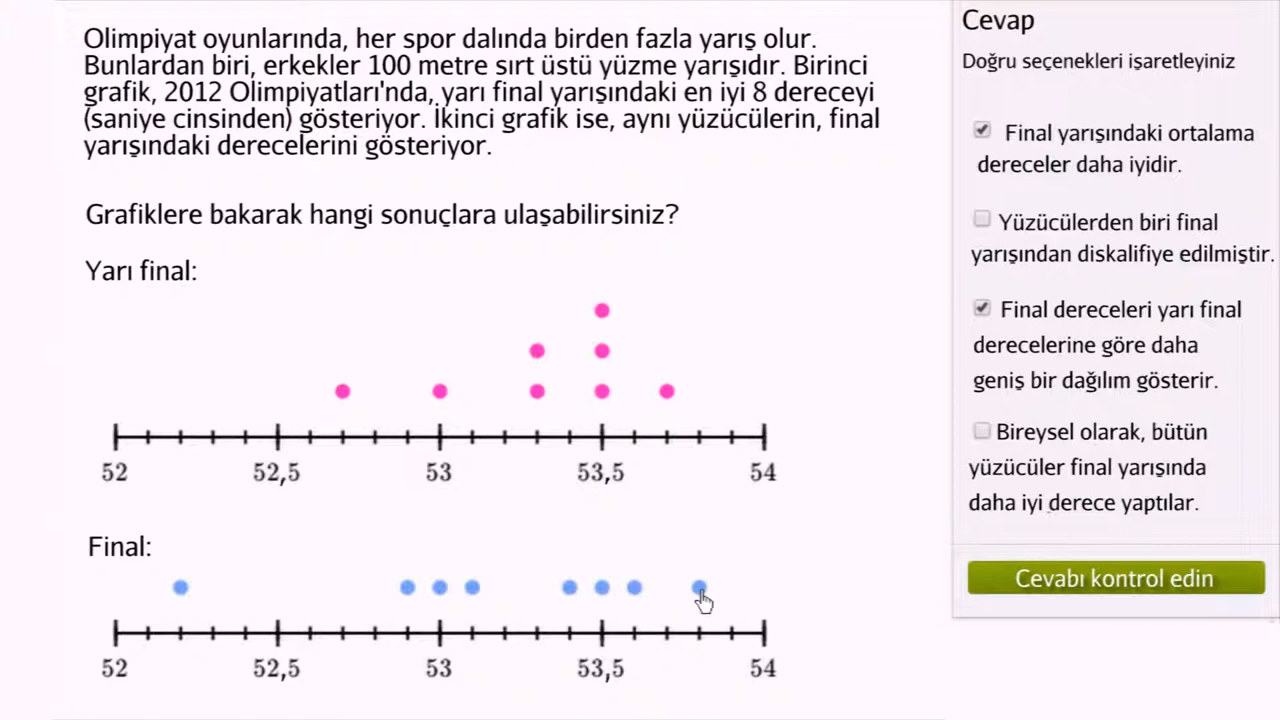 Olimpiyat oyunlarında, her spor dalında birden fazla yarış olur.
Bunlardan biri, erkekler 100 metre sırt üstü yüzme yarışıdır. Birinci
grafik, 2012 Olimpiyatları'nda, yarı final yarışındaki en iyi 8 dereceyi
(saniye cinsinden) gösteriyor. İkinci grafik ise, aynı yüzücülerin, final
yarışındaki derecelerini gösteriyor.
Grafiklere bakarak hangi sonuçlara ulaşabilirsiniz?
Yarı final:
52 52,5 53 53,5 54
Final:
52 52,5 53 53,5 54
Cevap
Doğru seçenekleri işaretleyiniz
Final yarışındaki ortalama
dereceler daha iyidir.
Yüzücülerden biri final
yarışından diskalifiye edilmiştir.
Final dereceleri yarı final
derecelerine göre daha
geniş bir dağılım gösterir.
Bireysel olarak, bütün
yüzücüler final yarışında
daha iyi derece yaptılar.
Cevabı kontrol edin